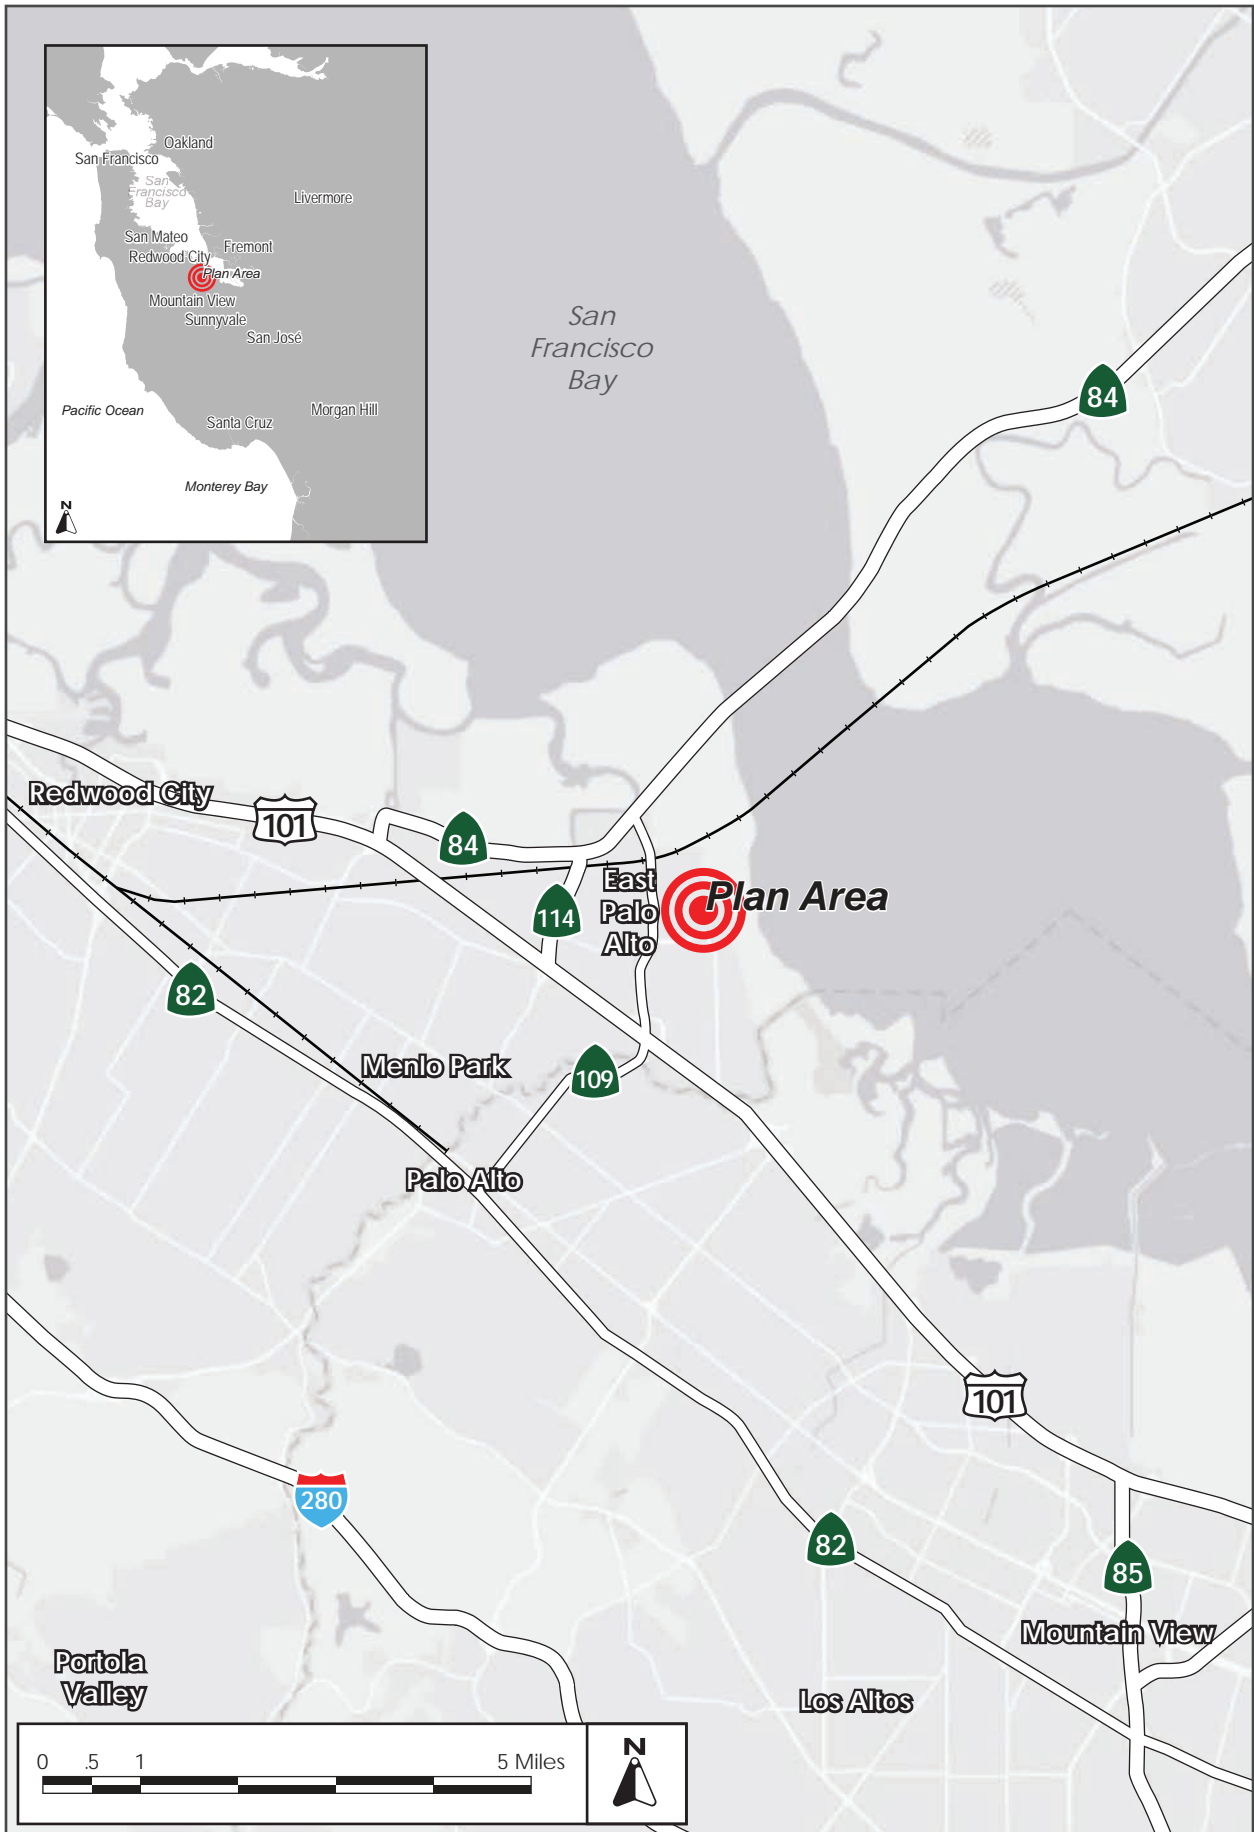 Oakland
San Francisco
San
Francisco
Bay
Livermore
San Mateo
Fremont
Redwood City
Plan Area
Mountain View
Sunnyvale
San José
Pacific Ocean
Morgan Hill
Santa Cruz
Monterey Bay
N
San
Francisco
Bay
84
Redwood City
101
84
East
Palo
Alto
Plan Area
114
82
Menlo Park
109
Palo Alto
101
280
82
85
Mountain View
Portola
Valley
Los Altos
0 .5 1 5 Miles
N